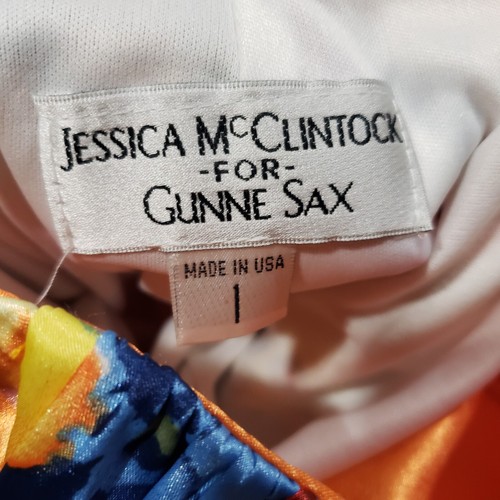 JESSICA MCCLINTOCK
-FOR-
GUNNE SAX
MADE IN USA
1